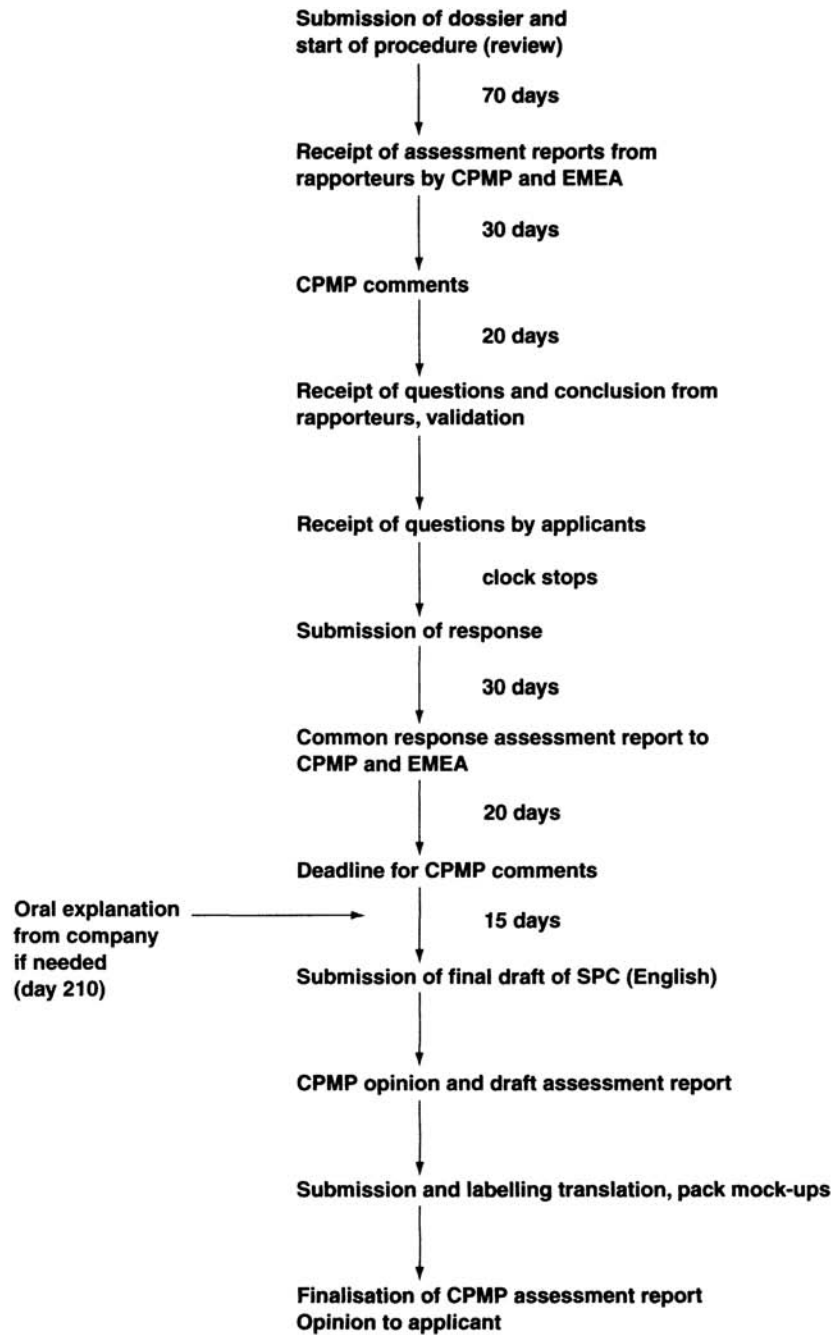 Submission of dossier and
start of procedure (review)
70 days
Receipt of assessment reports from
rapporteurs by CPMP and EMEA
30 days
CPMP comments
20 days
Receipt of questions and conclusion from
rapporteurs, validation
Receipt of questions by applicants
clock stops
Submission of response
30 days
Common response assessment report to
CPMP and EMEA
20 days
Deadline for CPMP comments
Oral explanation
from company
if needed
(day 210)
15 days
Submission of final draft of SPC (English)
CPMP opinion and draft assessment report
Submission and labelling translation, pack mock-ups
Finalisation of CPMP assessment report
Opinion to applicant